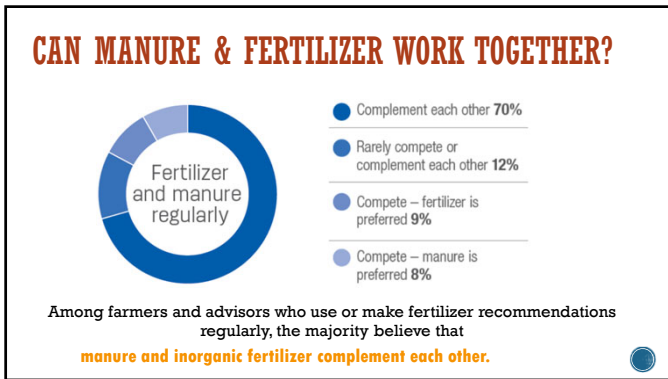 CAN MANURE & FERTILIZER WORK TOGETHER?
Fertilizer
and manure
regularly
Complement each other 70%
Rarely compete or
complement each other 12%
Compete – fertilizer is
preferred 9%
Compete – manure is
preferred 8%
Among farmers and advisors who use or make fertilizer recommendations
regularly, the majority believe that
manure and inorganic fertilizer complement each other.